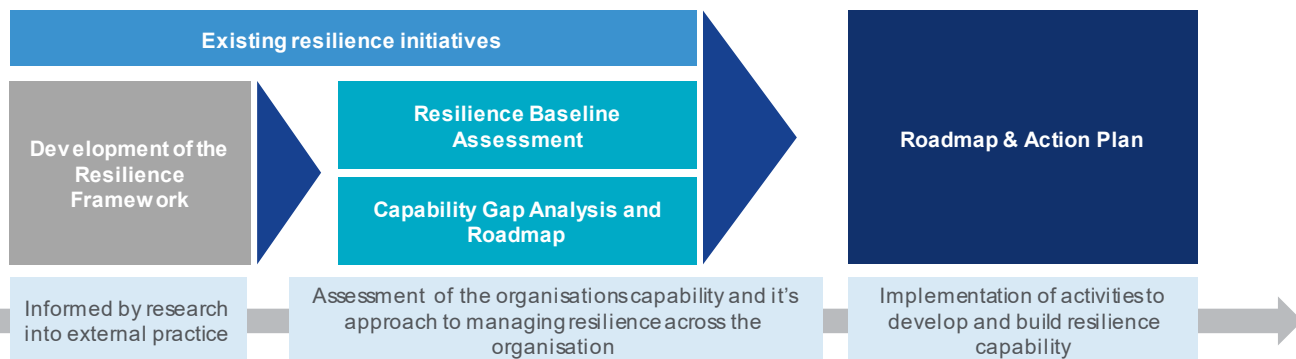 Existing resilience initiatives
Development of the
Resilience
Framework
Resilience Baseline
Assessment
Capability Gap Analysis and
Roadmap
Roadmap & Action Plan
Informed by research
into external practice
Assessment of the organisations capability and it's
approach to managing resilience across the
organisation
Implementation of activities to
develop and build resilience
capability